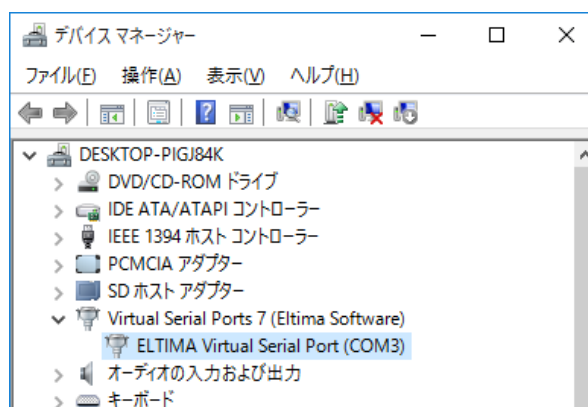 デバイス マネージャー
ファイル(F) 操作(A) 表示(V) ヘルプ(H)
DESKTOP-PIGJ84K
DVD/CD-ROM ドライブ
IDE ATA/ATAPI コントローラー
IEEE 1394 ホスト コントローラー
PCMCIA アダプター
SD ホスト アダプター
Virtual Serial Ports 7 (Eltima Software)
ELTIMA Virtual Serial Port (COM3)
オーディオの入力および出力
キーボード